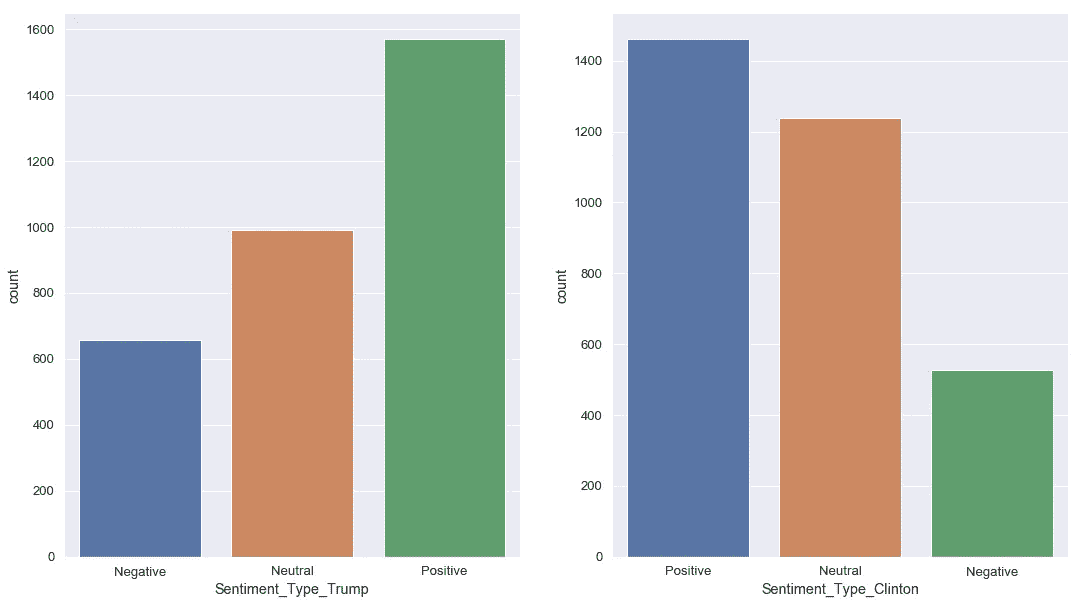 1600
1400
1200
1000
800
600
400
200
0
count
Negative
Neutral
Positive
Sentiment_Type_Trump
1400
1200
1000
800
600
400
200
0
count
Positive
Neutral
Negative
Sentiment_Type_Clinton